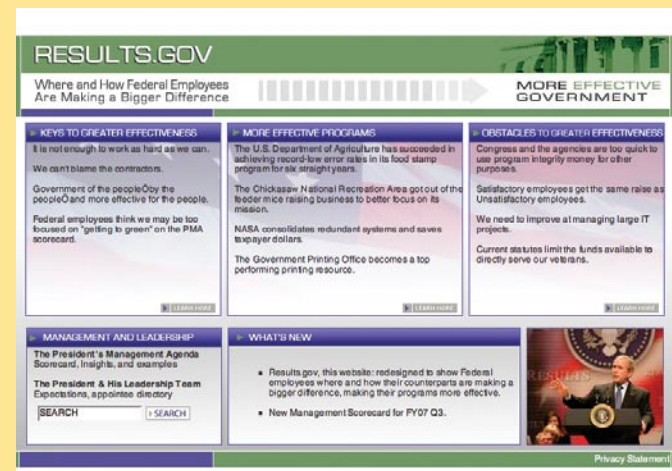 RESULTS.GOV
Where and How Federal Employees
Are Making a Bigger Difference
MORE EFFECTIVE
GOVERNMENT
KEYS TO GREATER EFFECTIVENESS
It is not enough to work as hard as we can.
We can't blame the contractors.
Government of the peopleÖby the
peopleÖand more effective for the people.
Federal employees think we may be too
focused on "getting to green" on the PMA
scorecard.
LEARN MORE
MORE EFFECTIVE PROGRAMS
The U.S. Department of Agriculture has succeeded in
achieving record-low error rates in its food stamp
program for six straight years.
The Chickasaw National Recreation Area got out of the
feeder mice raising business to better focus on its
mission.
NASA consolidates redundant systems and saves
taxpayer dollars.
The Government Printing Office becomes a top
performing printing resource.
LEARN MORE
OBSTACLES TO GREATER EFFECTIVENESS
Congress and the agencies are too quick to
use program integrity money for other
purposes.
Satisfactory employees get the same raise as
Unsatisfactory employees.
We need to improve at managing large IT
projects.
Current statutes limit the funds available to
directly serve our veterans.
LEARN MORE
MANAGEMENT AND LEADERSHIP
The President's Management Agenda
Scorecard, Insights, and examples
The President & His Leadership Team
Expectations, appointee directory
SEARCH
SEARCH
WHAT'S NEW
Results.gov, this website: redesigned to show Federal
employees where and how their counterparts are making a
bigger difference, making their programs more effective.
New Management Scorecard for FY07 Q3.
RESULTS
Privacy Statement